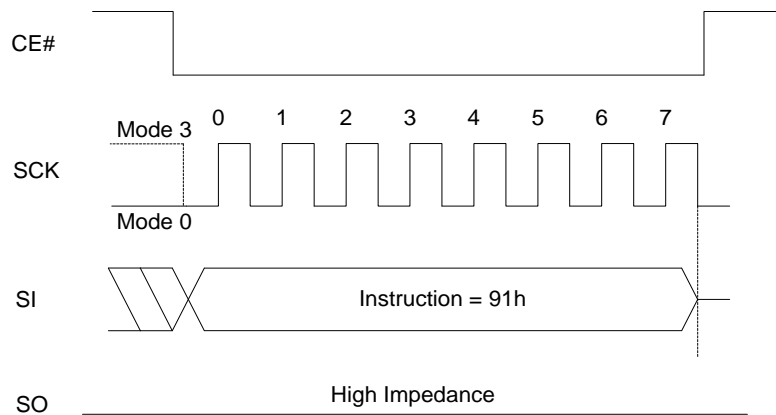 CE#
0 1 2 3 4 5 6 7
Mode 3
SCK
Mode 0
SI
Instruction = 91h
High Impedance
SO